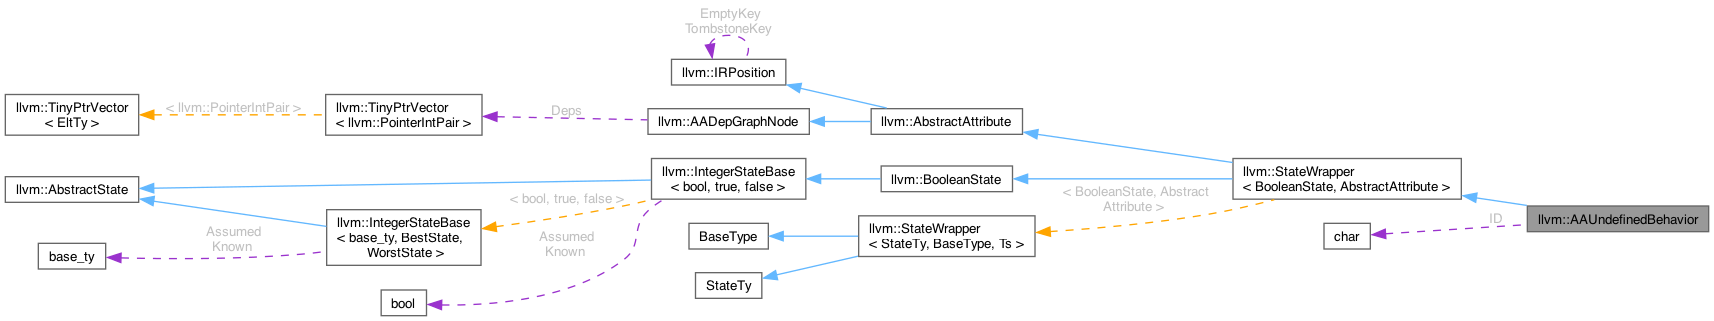 EmptyKey
TombstoneKey
llvm::IRPosition
llvm::TinyPtrVector
< EltTy >
< llvm::PointerIntPair >
llvm::TinyPtrVector
< llvm::PointerIntPair >
Deps
llvm::AADepGraphNode
llvm::AbstractAttribute
llvm::AbstractState
llvm::IntegerStateBase
< bool, true, false >
llvm::BooleanState
llvm::StateWrapper
< BooleanState, AbstractAttribute >
< bool, true, false >
< BooleanState, Abstract
Attribute >
llvm::AAUndefinedBehavior
ID
char
llvm::IntegerStateBase
< base_ty, BestState,
WorstState >
Assumed
Known
base_ty
Assumed
Known
BaseType
llvm::StateWrapper
< StateTy, BaseType, Ts >
StateTy
bool